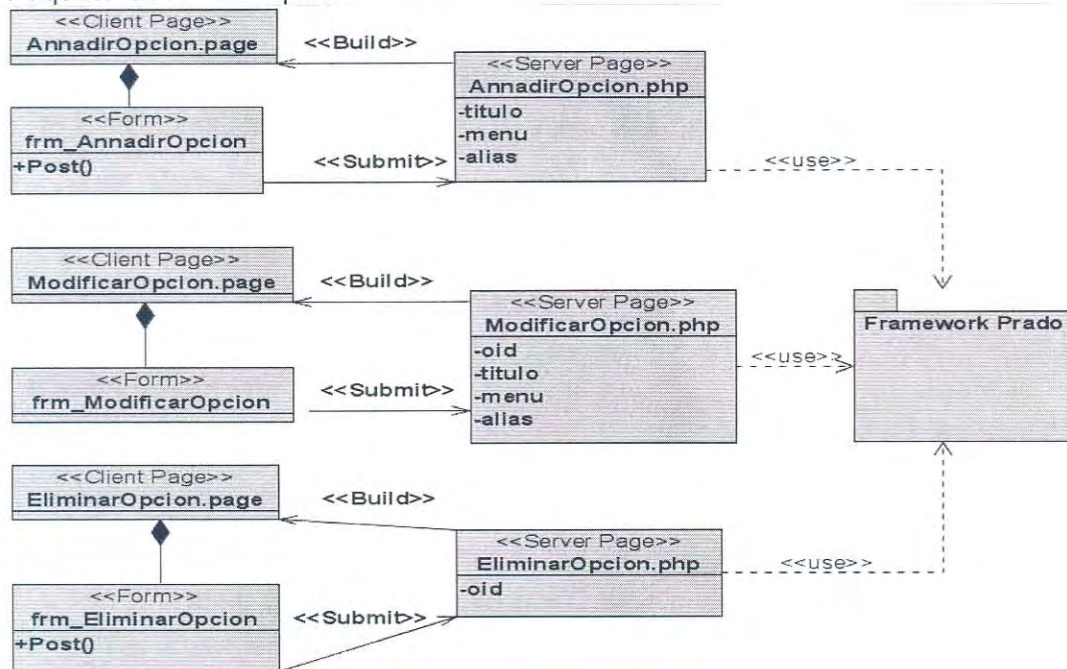 <<Client Page>>
AnnadirOpcion.page
<<Build>>
<<Server Page>>
AnnadirOpcion.php
-titulo
-menu
-alias
<<Form>>
frm_AnnadirOpcion
+Post()
<<Submit>>
<<use>>
<<Client Page>>
ModificarOpcion.page
<<Build>>
<<Server Page>>
ModificarOpcion.php
-oid
-titulo
-menu
-alias
<<Form>>
frm_ModificarOpcion
<<Submit>>
<<use>>
Framework Prado
<<Client Page>>
EliminarOpcion.page
<<Build>>
<<Server Page>>
EliminarOpcion.php
-oid
<<Form>>
frm_EliminarOpcion
+Post()
<<Submit>>
<<use>>